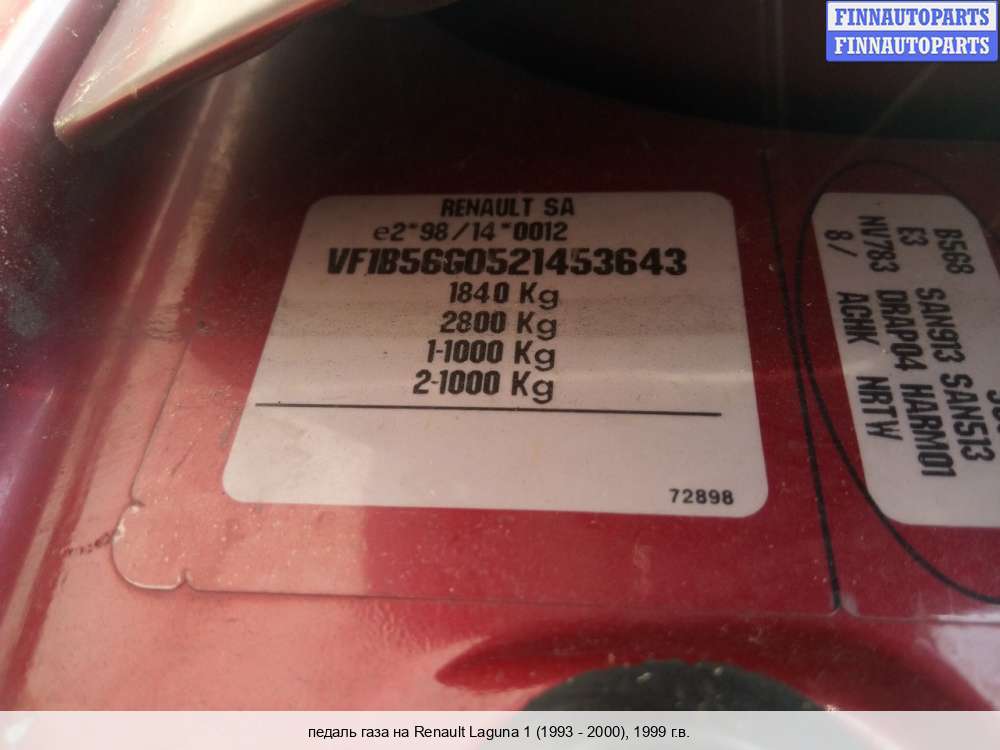 FINNAUTOPARTS
FINNAUTOPARTS
RENAULT SA
e2*98/14*0012
VF1B56G0521453643
1840 Kg
2800 Kg
1-1000 Kg
2-1000 Kg
72898
B568 SAN913 SAN513
E3 DRAP04 HARM01
NV783 ACHK NRTW
8/
педаль газа на Renault Laguna 1 (1993 - 2000), 1999 г.в.